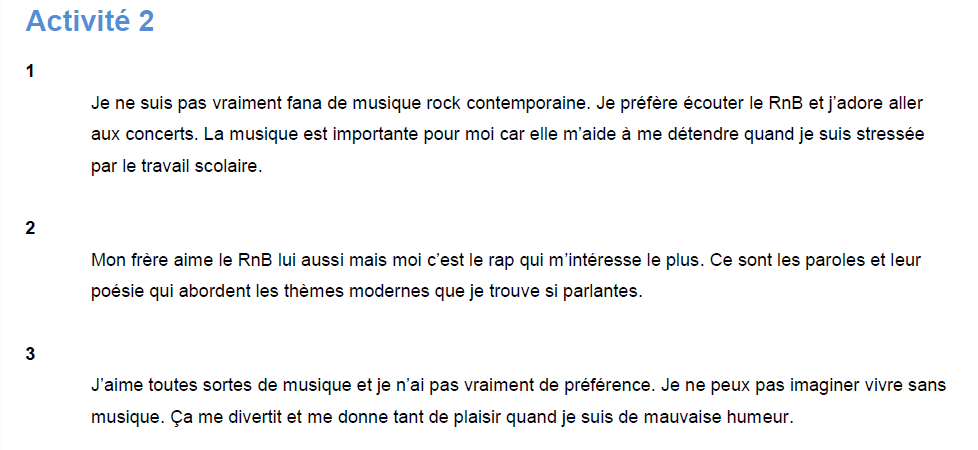 Activité 2
1
Je ne suis pas vraiment fana de musique rock contemporaine. Je préfère écouter le RnB et j’adore aller
aux concerts. La musique est importante pour moi car elle m’aide à me détendre quand je suis stressée
par le travail scolaire.
2
Mon frère aime le RnB lui aussi mais moi c’est le rap qui m’intéresse le plus. Ce sont les paroles et leur
poésie qui abordent les thèmes modernes que je trouve si parlantes.
3
J’aime toutes sortes de musique et je n’ai pas vraiment de préférence. Je ne peux pas imaginer vivre sans
musique. Ça me divertit et me donne tant de plaisir quand je suis de mauvaise humeur.